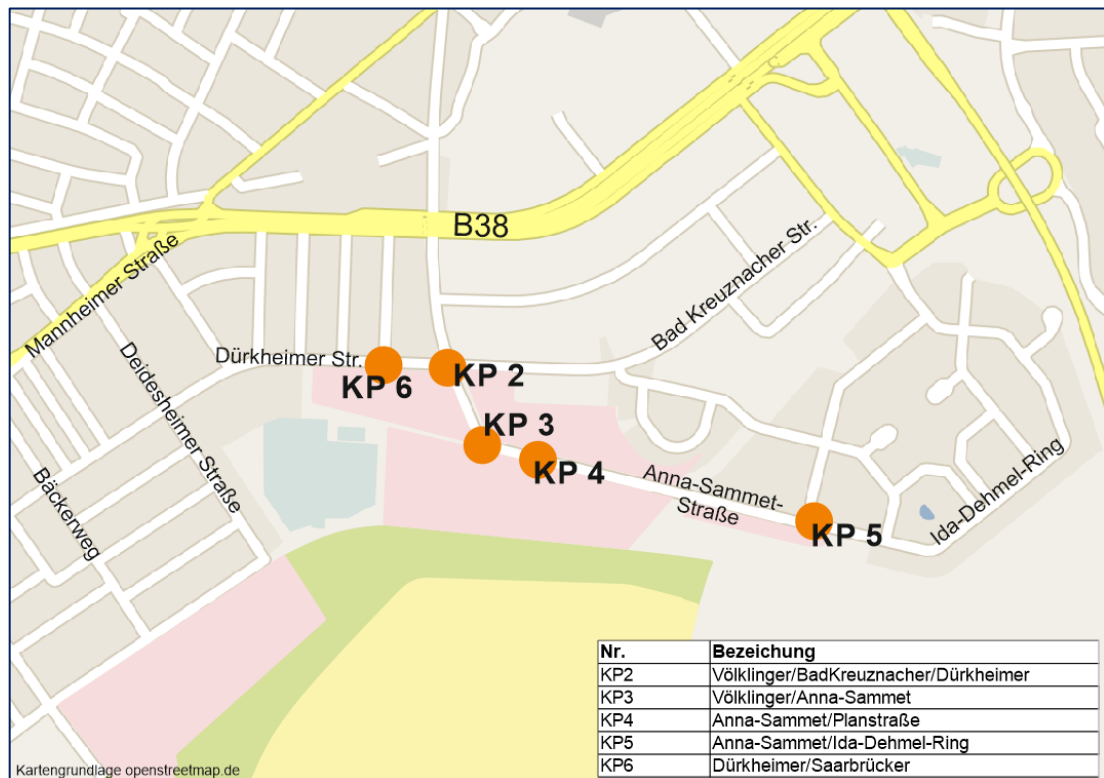 B38
Mannheimer Straße
Bad Kreuznacher Str.
Dürkheimer Str.
KP 6
KP 2
Deidesheimer Straße
KP 3
KP 4
Anna-Sammet-
Straße
Bäckerweg
KP 5
Ida-Dehmel-Ring
Nr. Bezeichung
KP2 Völklinger/BadKreuznacher/Dürkheimer
KP3 Völklinger/Anna-Sammet
KP4 Anna-Sammet/Planstraße
KP5 Anna-Sammet/Ida-Dehmel-Ring
KP6 Dürkheimer/Saarbrücker
Kartengrundlage openstreetmap.de